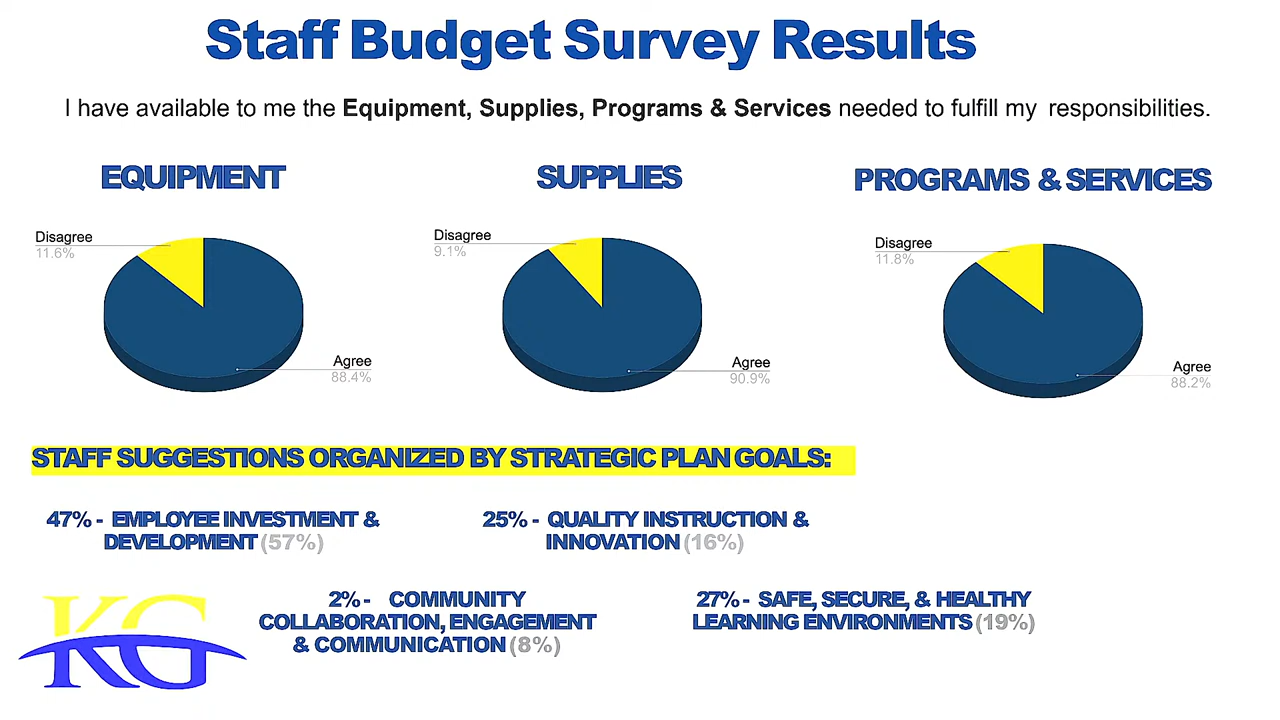 Staff Budget Survey Results
I have available to me the Equipment, Supplies, Programs & Services needed to fulfill my responsibilities.
EQUIPMENT
SUPPLIES
PROGRAMS & SERVICES
Disagree
11.6%
Agree
88.4%
Disagree
9.1%
Agree
90.9%
Disagree
11.8%
Agree
88.2%
STAFF SUGGESTIONS ORGANIZED BY STRATEGIC PLAN GOALS:
47% - EMPLOYEE INVESTMENT &
DEVELOPMENT (57%)
25% - QUALITY INSTRUCTION &
INNOVATION (16%)
2% - COMMUNITY
COLLABORATION, ENGAGEMENT
& COMMUNICATION (8%)
27% - SAFE, SECURE, & HEALTHY
LEARNING ENVIRONMENTS (19%)
KG